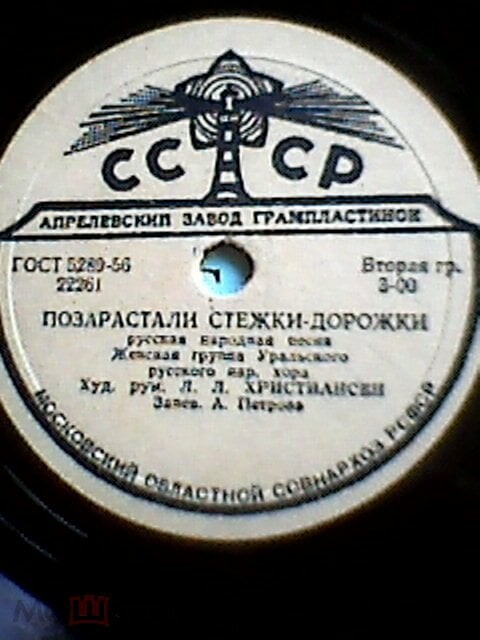 СССР
АПРЕЛЕВСКИЙ ЗАВОД ГРАМПЛАСТИНОК
ГОСТ 5289-56
22261
Вторая гр.
3-00
ПОЗАРАСТАЛИ СТЕЖКИ-ДОРОЖКИ
русская народная песня
Женская группа Уральского
русского нар. хора
Худ. рук. Л. Л. ХРИСТИАНСЕН
Запев. А. Петрова
МОСКОВСКИЙ ОБЛАСТНОЙ СОВНАРХОЗ РСФСР